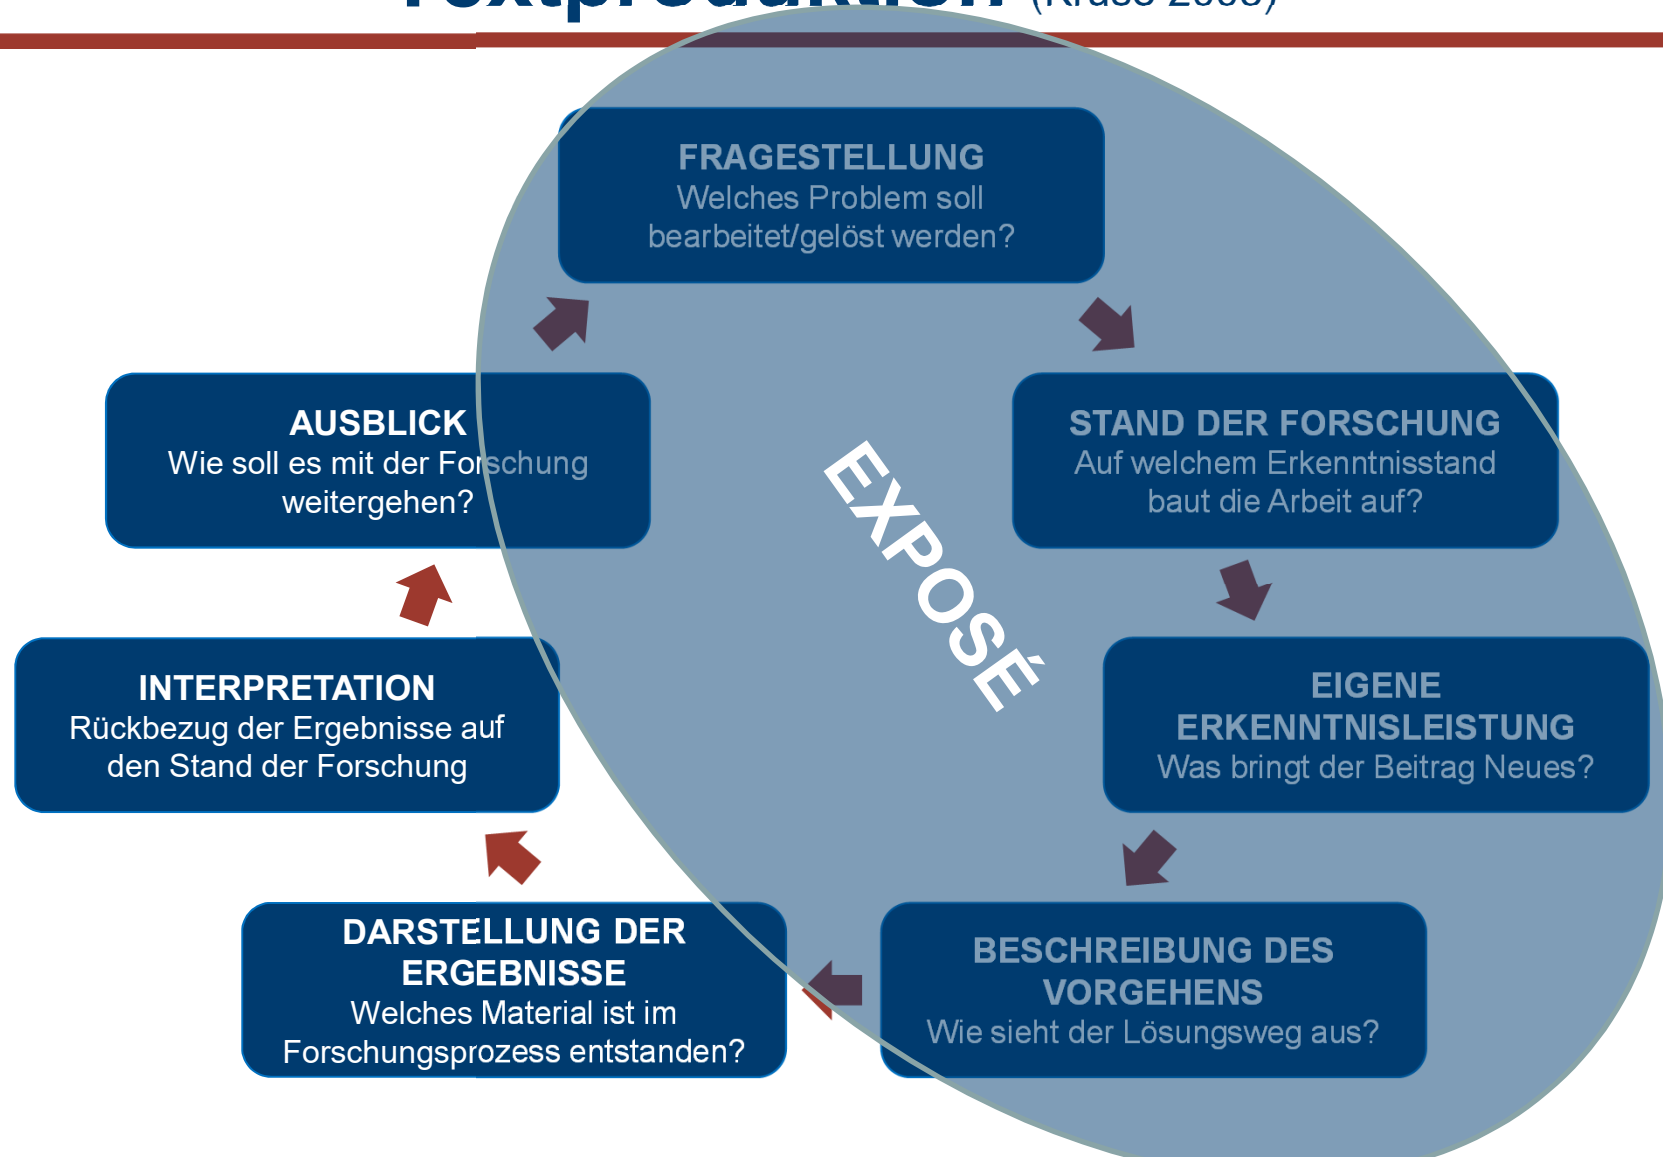 Textproduktion (Kruse 2008)
FRAGESTELLUNG
Welches Problem soll
bearbeitet/gelöst werden?
STAND DER FORSCHUNG
Auf welchem Erkenntnisstand
baut die Arbeit auf?
EIGENE
ERKENNTNISLEISTUNG
Was bringt der Beitrag Neues?
BESCHREIBUNG DES
VORGEHENS
Wie sieht der Lösungsweg aus?
DARSTELLUNG DER
ERGEBNISSE
Welches Material ist im
Forschungsprozess entstanden?
INTERPRETATION
Rückbezug der Ergebnisse auf
den Stand der Forschung
AUSBLICK
Wie soll es mit der Forschung
weitergehen?
EXPOSÉ